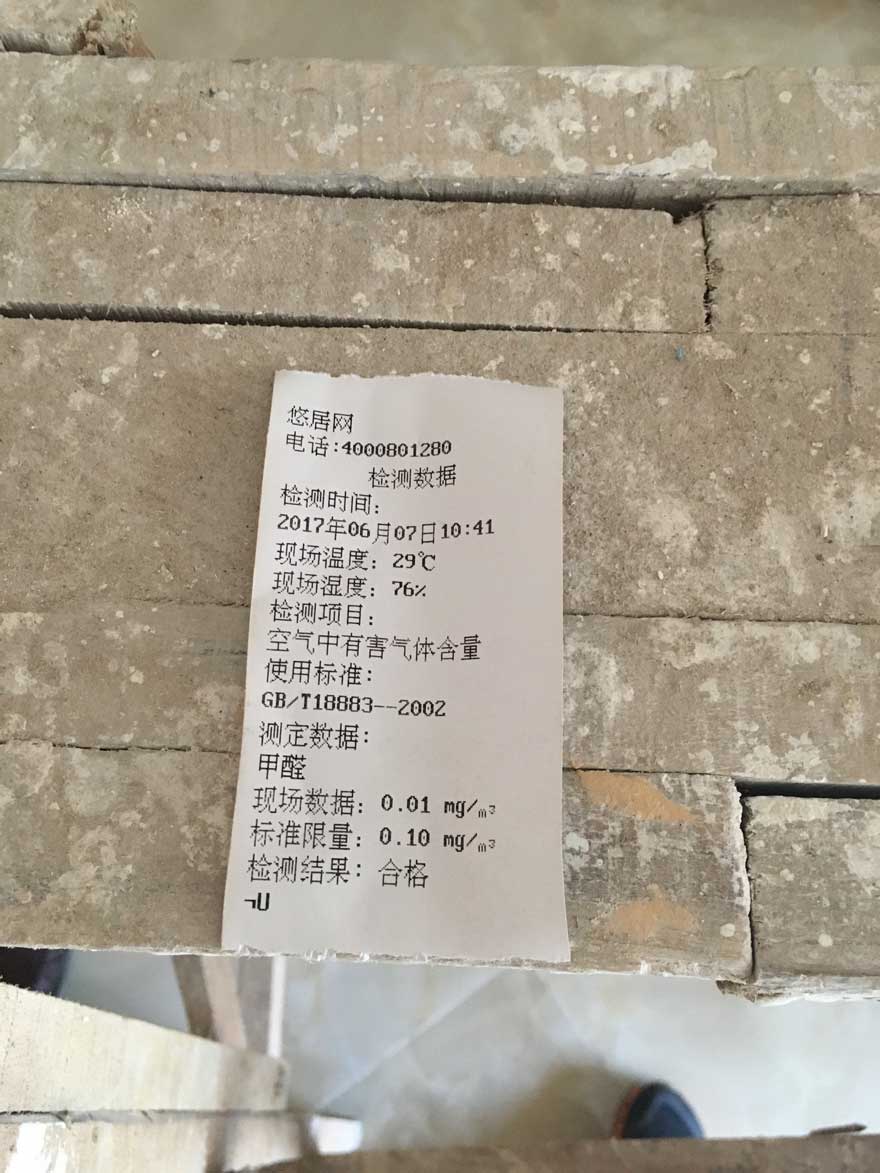 悠居网
电话:4000801280
检测数据
检测时间:
2017年06月07日10:41
现场温度: 29℃
现场湿度: 76%
检测项目:
空气中有害气体含量
使用标准:
GB/T18883--2002
测定数据:
甲醛
现场数据: 0.01 mg/m³
标准限量: 0.10 mg/m³
检测结果: 合格
¬U